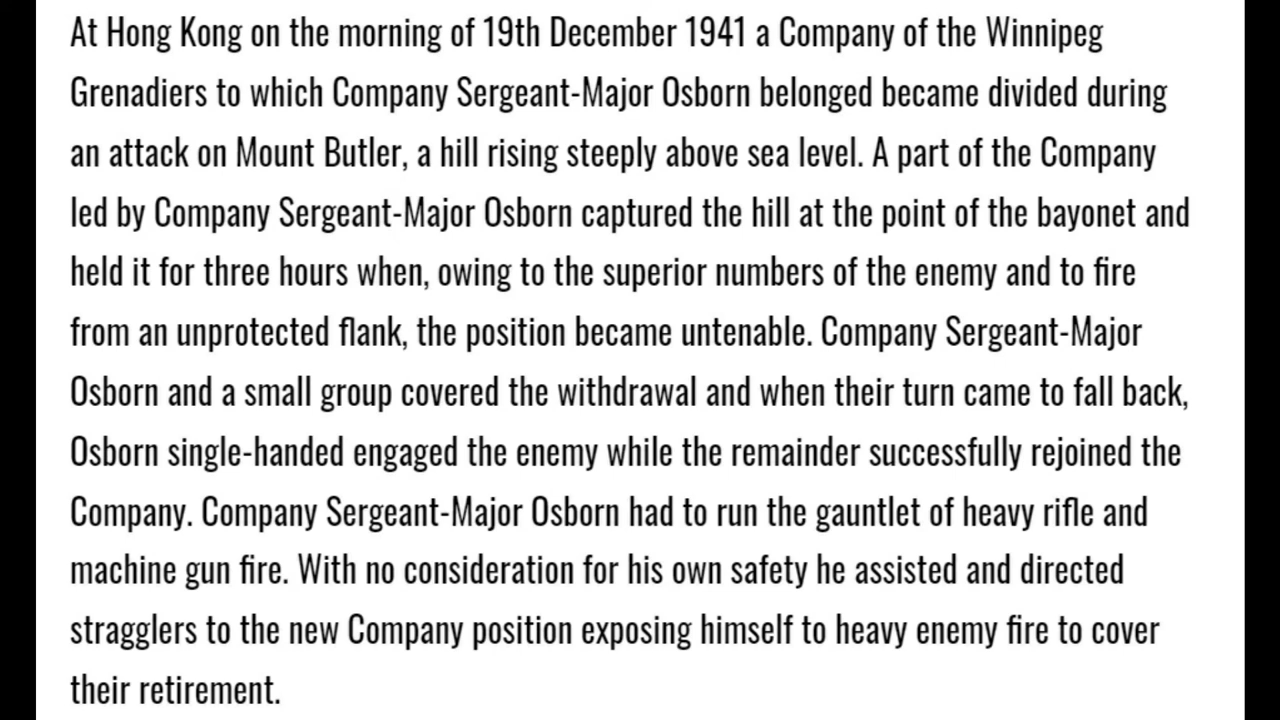 At Hong Kong on the morning of 19th December 1941 a Company of the Winnipeg
Grenadiers to which Company Sergeant-Major Osborn belonged became divided during
an attack on Mount Butler, a hill rising steeply above sea level. A part of the Company
led by Company Sergeant-Major Osborn captured the hill at the point of the bayonet and
held it for three hours when, owing to the superior numbers of the enemy and to fire
from an unprotected flank, the position became untenable. Company Sergeant-Major
Osborn and a small group covered the withdrawal and when their turn came to fall back,
Osborn single-handed engaged the enemy while the remainder successfully rejoined the
Company. Company Sergeant-Major Osborn had to run the gauntlet of heavy rifle and
machine gun fire. With no consideration for his own safety he assisted and directed
stragglers to the new Company position exposing himself to heavy enemy fire to cover
their retirement.